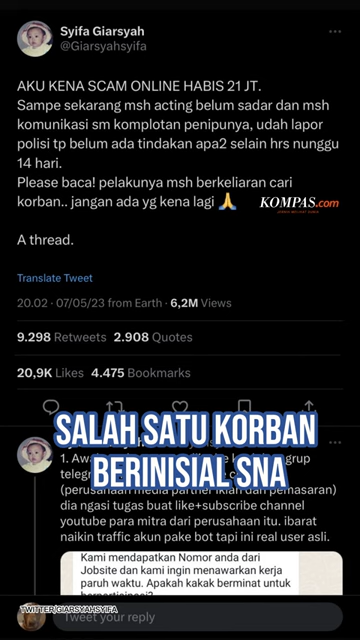 Syifa Giarsyah
@Giarsyahsyifa
AKU KENA SCAM ONLINE HABIS 21 JT.
Sampe sekarang msh acting belum sadar dan msh
komunikasi sm komplotan penipunya, udah lapor
polisi tp belum ada tindakan apa2 selain hrs nunggu
14 hari.
Please baca! pelakunya msh berkeliaran cari
korban.. jangan ada yg kena lagi 🙏
KOMPAS.com
A thread.
Translate Tweet
20.02 · 07/05/23 from Earth · 6,2M Views
9.298 Retweets 2.908 Quotes
20,9K Likes 4.475 Bookmarks
SALAH SATU KORBAN
BERINISIAL SNA
1. Awa
grup
teleg
(perusahaan media partner iklan dan pemasaran)
dia ngasi tugas buat like+subscribe channel
youtube para mitra dari perusahaan itu. ibarat
naikin traffic akun pake bot tapi ini real user asli.
Kami mendapatkan Nomor anda dari
Jobsite dan kami ingin menawarkan kerja
paruh waktu. Apakah kakak berminat untuk
berpartisipasi?
TWITTER/GIARSYAHSYIFA
Tweet your reply